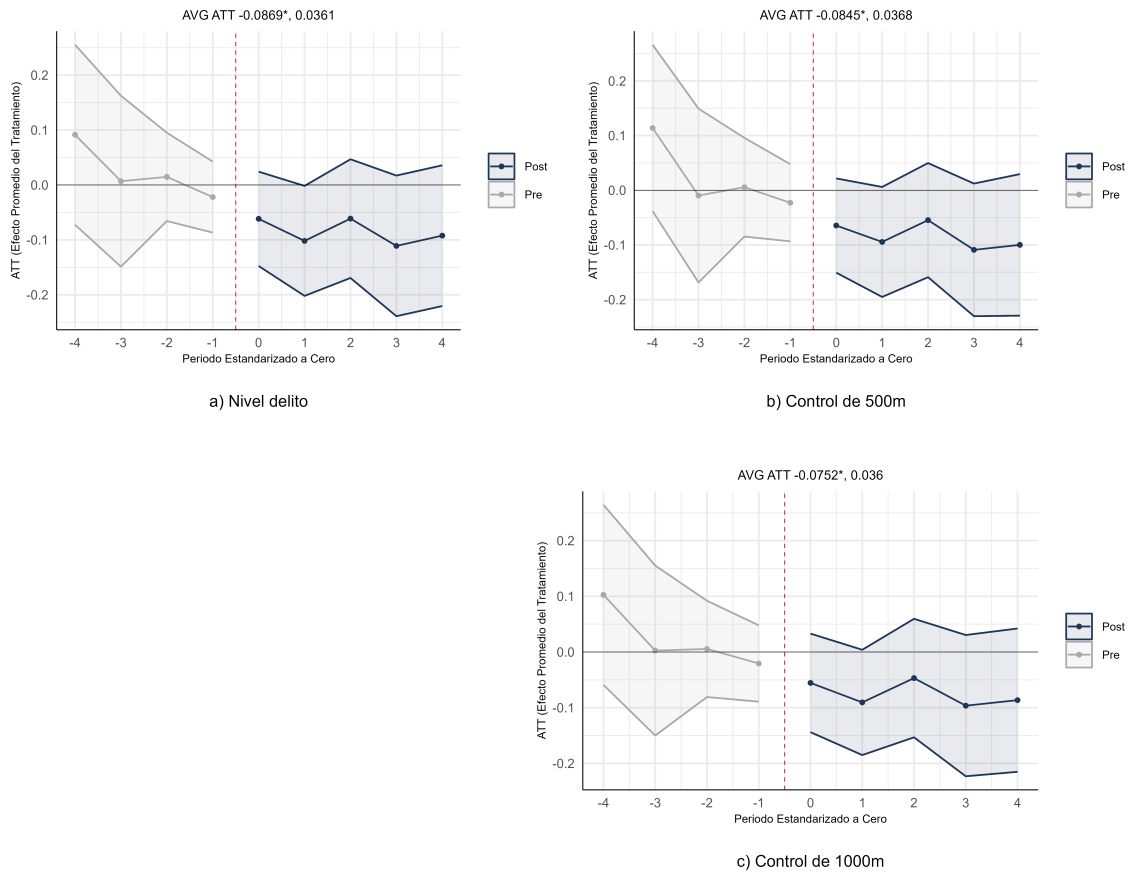 AVG ATT -0.0869*, 0.0361
ATT (Efecto Promedio del Tratamiento)
0.2
0.1
0.0
-0.1
-0.2
-4 -3 -2 -1 0 1 2 3 4
Periodo Estandarizado a Cero
Post
Pre
a) Nivel delito
AVG ATT -0.0845*, 0.0368
ATT (Efecto Promedio del Tratamiento)
0.2
0.1
0.0
-0.1
-0.2
-4 -3 -2 -1 0 1 2 3 4
Periodo Estandarizado a Cero
Post
Pre
b) Control de 500m
AVG ATT -0.0752*, 0.036
ATT (Efecto Promedio del Tratamiento)
0.2
0.1
0.0
-0.1
-0.2
-4 -3 -2 -1 0 1 2 3 4
Periodo Estandarizado a Cero
Post
Pre
c) Control de 1000m